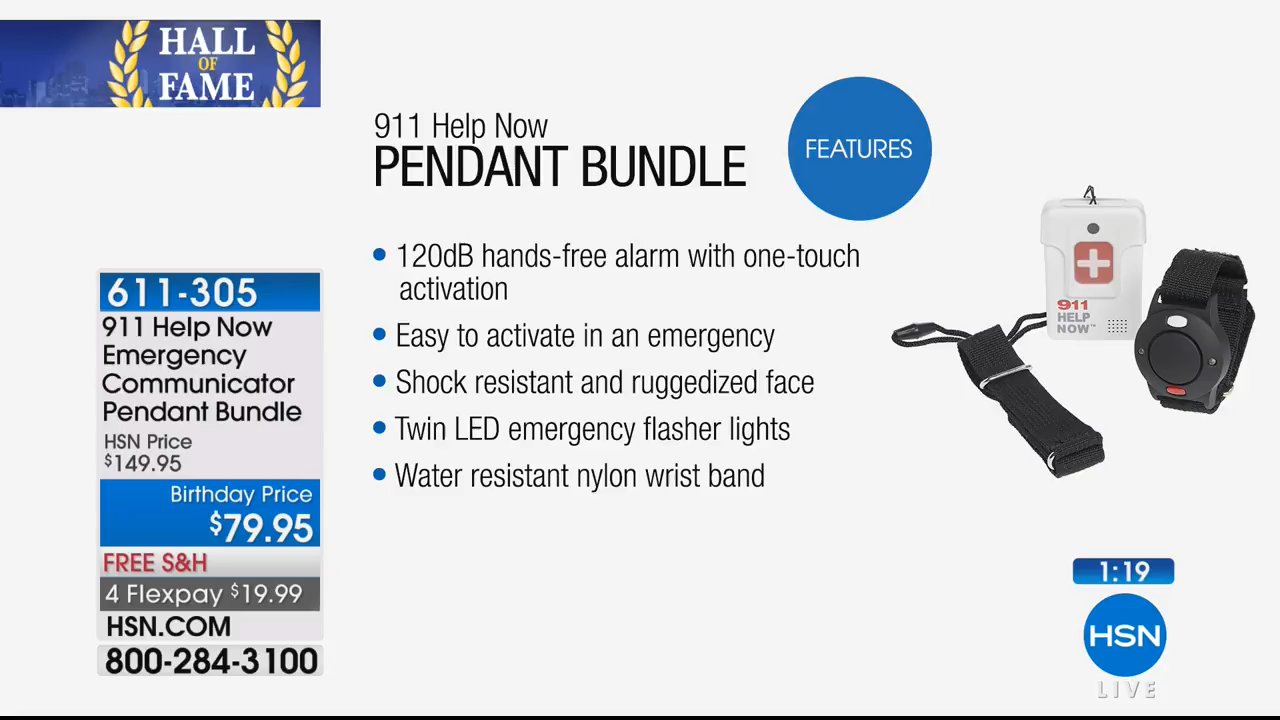 HALL
OF
FAME
911 Help Now
PENDANT BUNDLE
FEATURES
• 120dB hands-free alarm with one-touch
activation
• Easy to activate in an emergency
• Shock resistant and ruggedized face
• Twin LED emergency flasher lights
• Water resistant nylon wrist band
911
HELP
NOW™
611-305
911 Help Now
Emergency
Communicator
Pendant Bundle
HSN Price
$149.95
Birthday Price
$79.95
FREE S&H
4 Flexpay $19.99
HSN.COM
800-284-3100
1:19
HSN
LIVE